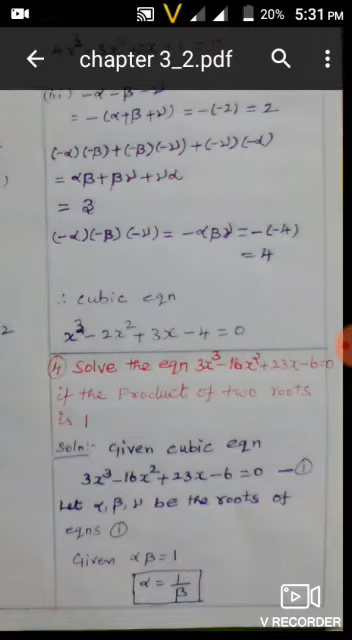 20% 5:31 PM
chapter 3_2.pdf
(iii) -α -β -γ
= -(α+β+γ) = -(-2) = 2
(-α)(-β)+(-β)(-γ)+(-γ)(-α)
= αβ+βγ+γα
= 3
(-α)(-β)(-γ) = -αβγ = -(-4)
= 4
∴ cubic eqn
2
x³-2x²+3x-4=0
④ Solve the eqn 3x³-16x²+23x-6=0
if the Product of two roots
is 1
Soln:- Given cubic eqn
3x³-16x²+23x-6=0 —①
Let α, β, γ be the roots of
eqns ①
Given αβ=1
α = 1/β
V RECORDER